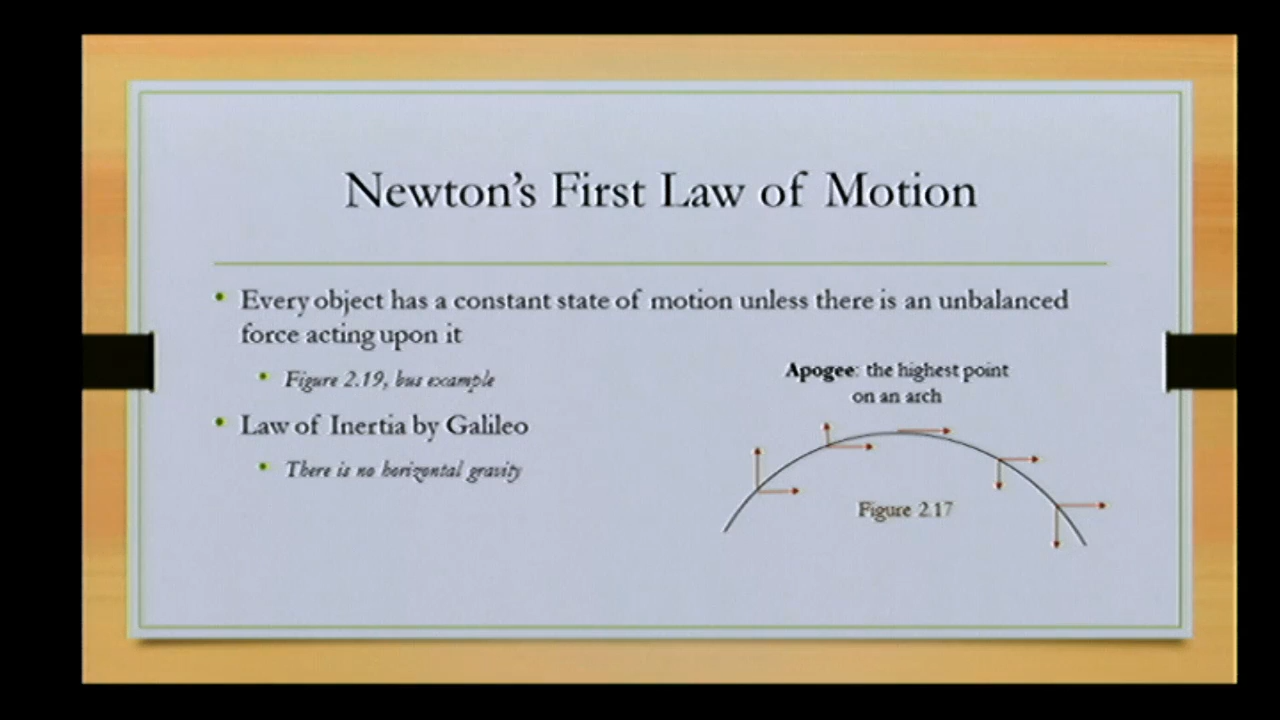 Newton's First Law of Motion
• Every object has a constant state of motion unless there is an unbalanced
force acting upon it
• Figure 2.19, bus example
• Law of Inertia by Galileo
• There is no horizontal gravity
Apogee: the highest point
on an arch
Figure 2.17